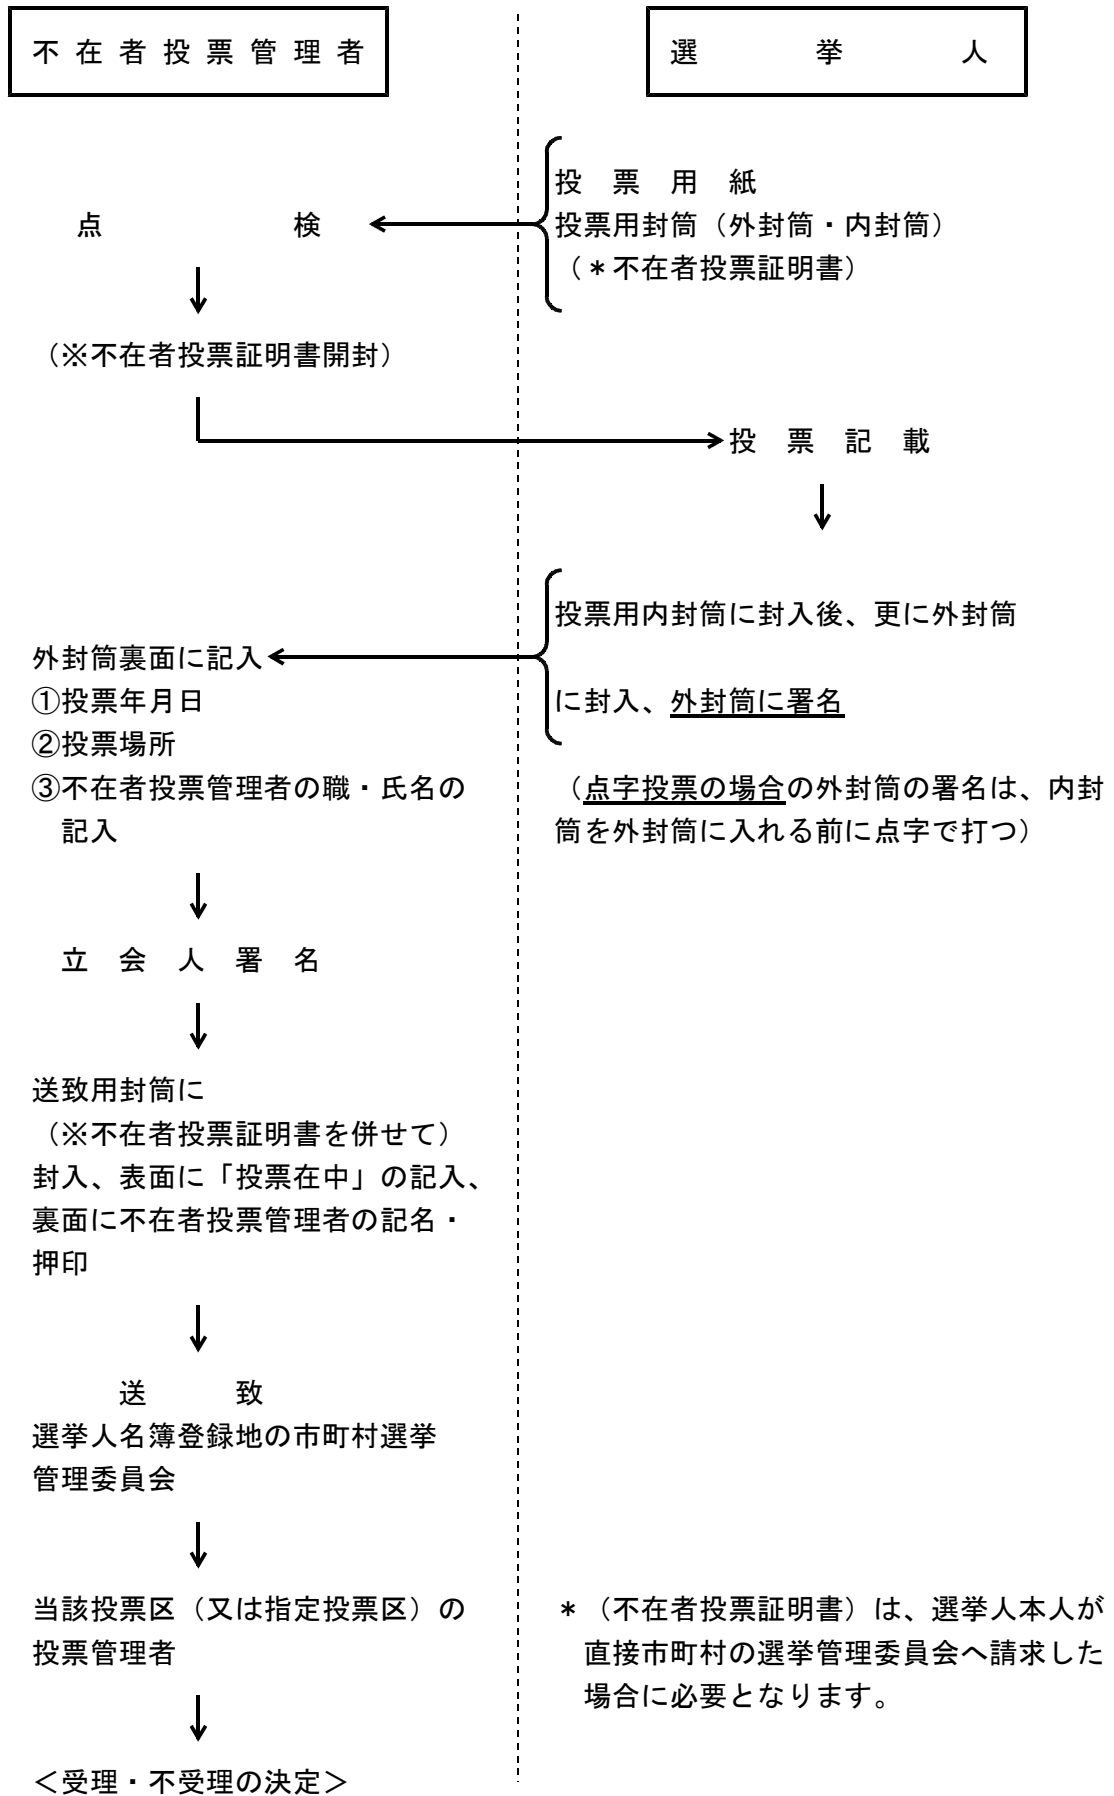 不在者投票管理者
選挙人
投票用紙
点検
投票用封筒（外封筒・内封筒）
（＊不在者投票証明書）
（※不在者投票証明書開封）
投票記載
投票用内封筒に封入後、更に外封筒
に封入、外封筒に署名
（点字投票の場合の外封筒の署名は、内封
筒を外封筒に入れる前に点字で打つ）
外封筒裏面に記入
①投票年月日
②投票場所
③不在者投票管理者の職・氏名の
記入
立会人署名
送致用封筒に
（※不在者投票証明書を併せて）
封入、表面に「投票在中」の記入、
裏面に不在者投票管理者の記名・
押印
送致
選挙人名簿登録地の市町村選挙
管理委員会
当該投票区（又は指定投票区）の
投票管理者
＜受理・不受理の決定＞
＊（不在者投票証明書）は、選挙人本人が
直接市町村の選挙管理委員会へ請求した
場合に必要となります。